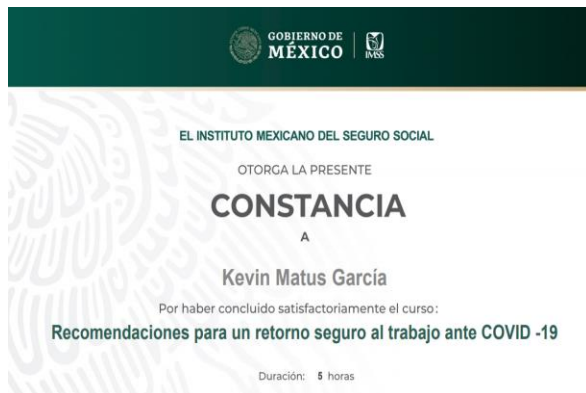 GOBIERNO DE
MÉXICO
IMSS
EL INSTITUTO MEXICANO DEL SEGURO SOCIAL
OTORGA LA PRESENTE
CONSTANCIA
A
Kevin Matus García
Por haber concluido satisfactoriamente el curso:
Recomendaciones para un retorno seguro al trabajo ante COVID -19
Duración: 5 horas